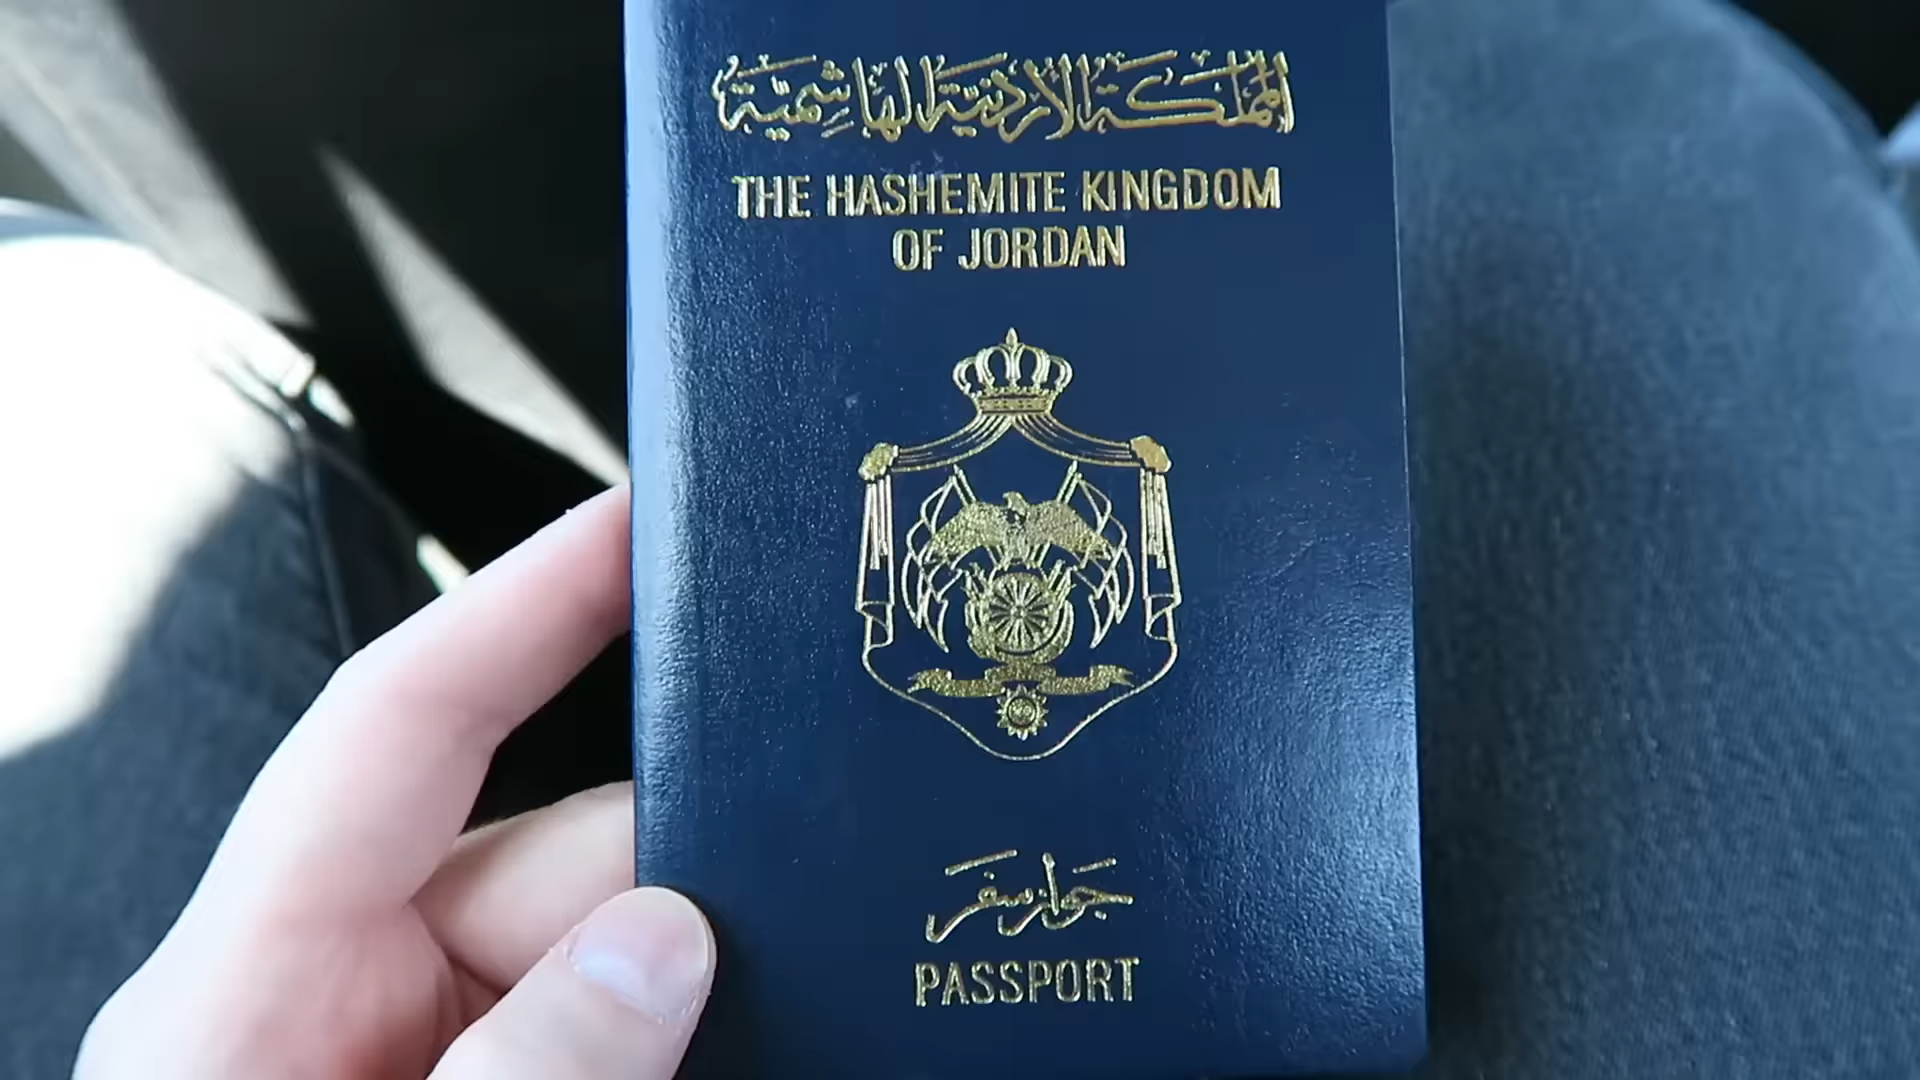 المملكة الأردنية الهاشمية
THE HASHEMITE KINGDOM
OF JORDAN
جواز سفر
PASSPORT